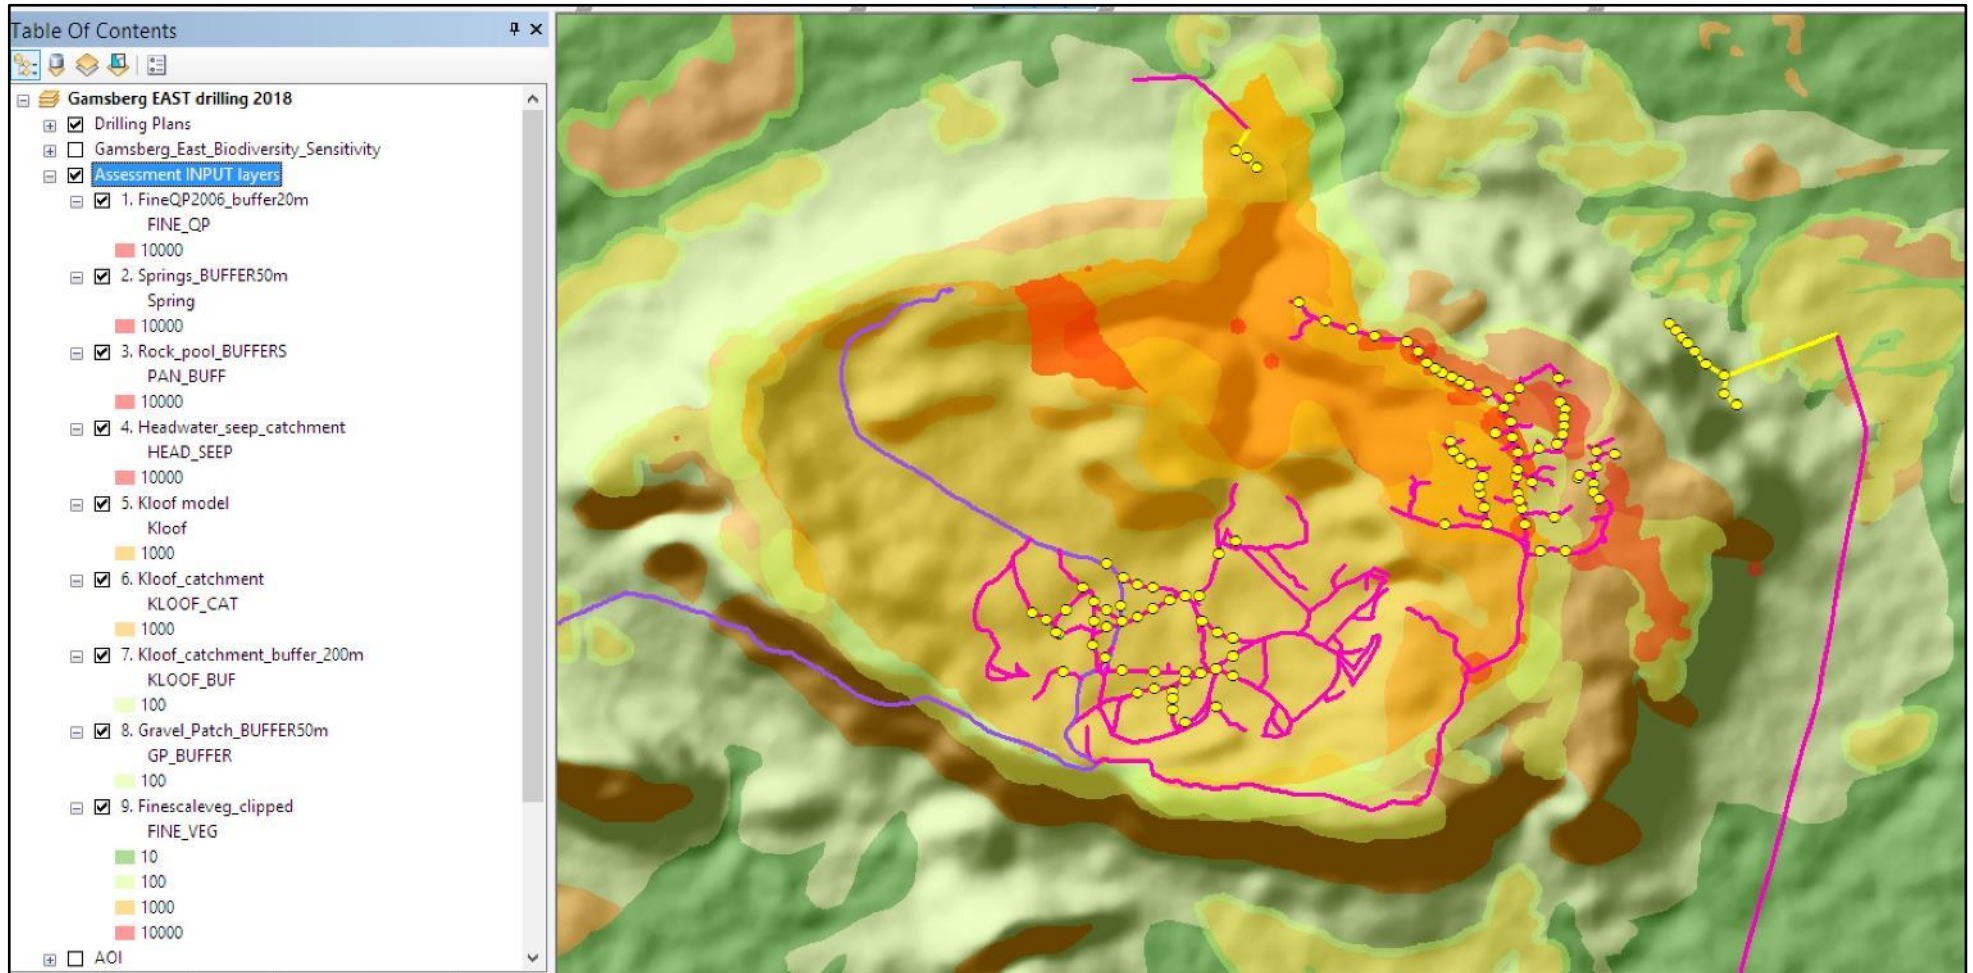 Table Of Contents
Gamsberg EAST drilling 2018
Drilling Plans
Gamsberg_East_Biodiversity_Sensitivity
Assessment INPUT layers
1. FineQP2006_buffer20m
FINE_QP
10000
2. Springs_BUFFER50m
Spring
10000
3. Rock_pool_BUFFERS
PAN_BUFF
10000
4. Headwater_seep_catchment
HEAD_SEEP
10000
5. Kloof model
Kloof
1000
6. Kloof_catchment
KLOOF_CAT
1000
7. Kloof_catchment_buffer_200m
KLOOF_BUF
100
8. Gravel_Patch_BUFFER50m
GP_BUFFER
100
9. Finescaleveg_clipped
FINE_VEG
10
100
1000
10000
AOI